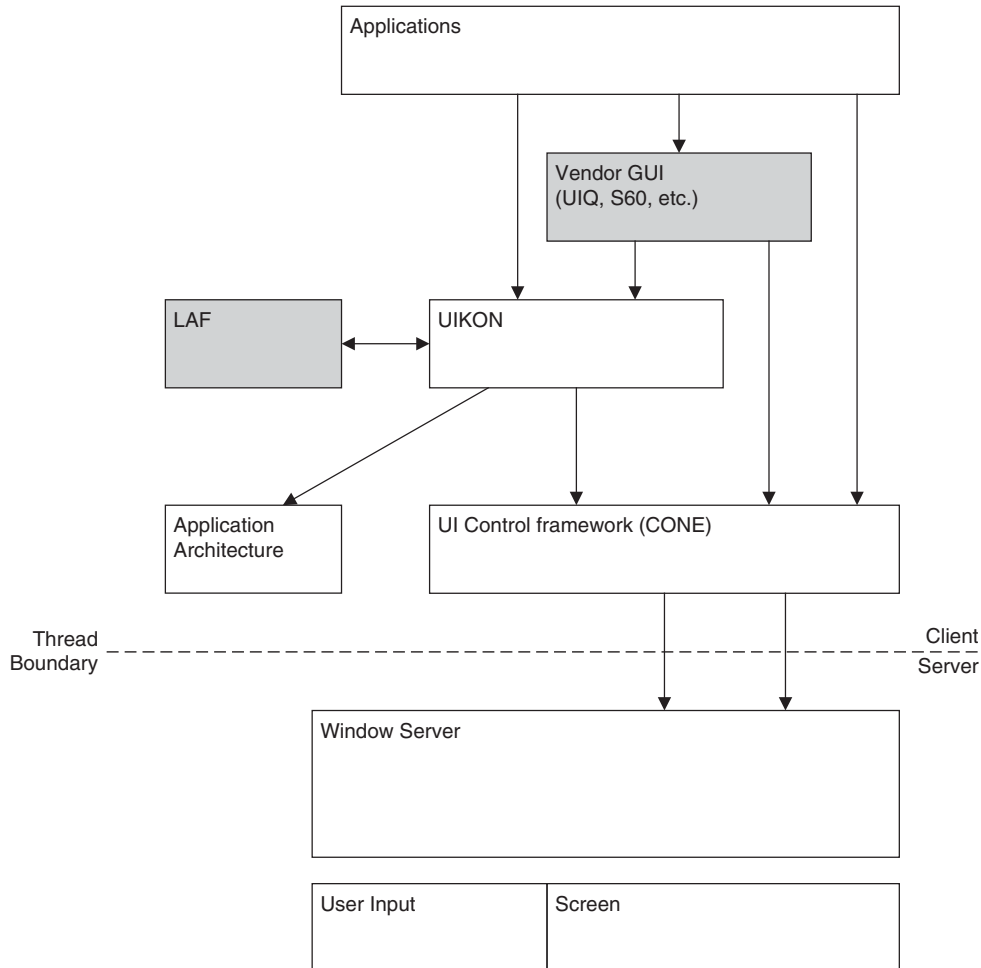 Applications
Vendor GUI
(UIQ, S60, etc.)
LAF
UIKON
Application
Architecture
UI Control framework (CONE)
Thread
Boundary
Client
Server
Window Server
User Input
Screen